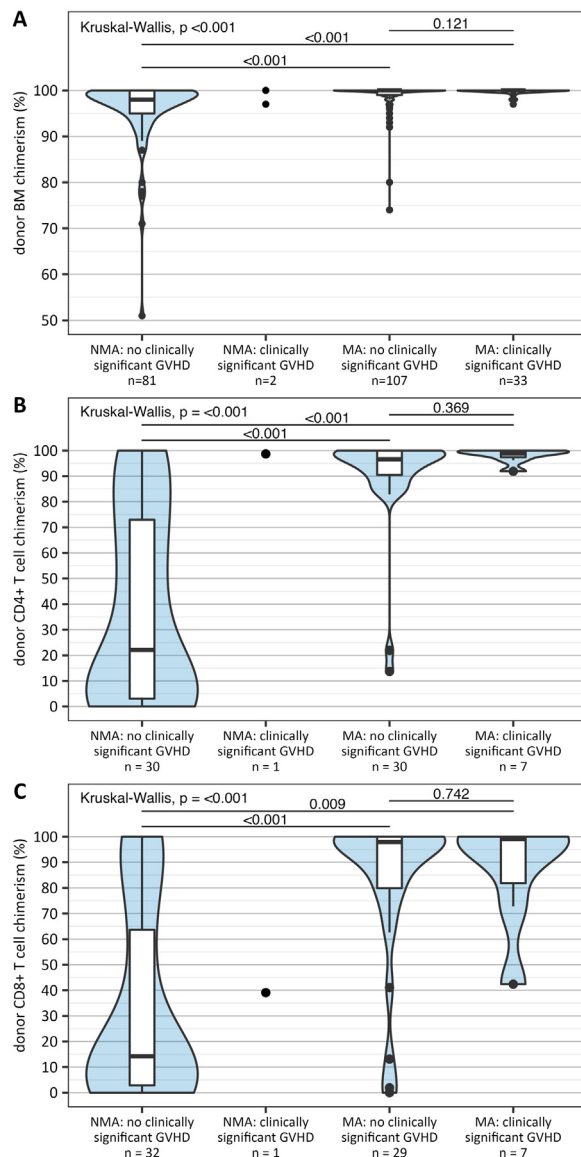 A
Kruskal-Wallis, p <0.001
0.121
<0.001
<0.001
donor BM chimerism (%)
100
90
80
70
60
50
NMA: no clinically
significant GVHD
n=81
NMA: clinically
significant GVHD
n=2
MA: no clinically
significant GVHD
n=107
MA: clinically
significant GVHD
n=33
B
Kruskal-Wallis, p = <0.001
0.369
<0.001
<0.001
donor CD4+ T cell chimerism (%)
100
90
80
70
60
50
40
30
20
10
0
NMA: no clinically
significant GVHD
n = 30
NMA: clinically
significant GVHD
n = 1
MA: no clinically
significant GVHD
n = 30
MA: clinically
significant GVHD
n = 7
C
Kruskal-Wallis, p = <0.001
0.742
0.009
<0.001
donor CD8+ T cell chimerism (%)
100
90
80
70
60
50
40
30
20
10
0
NMA: no clinically
significant GVHD
n = 32
NMA: clinically
significant GVHD
n = 1
MA: no clinically
significant GVHD
n = 29
MA: clinically
significant GVHD
n = 7